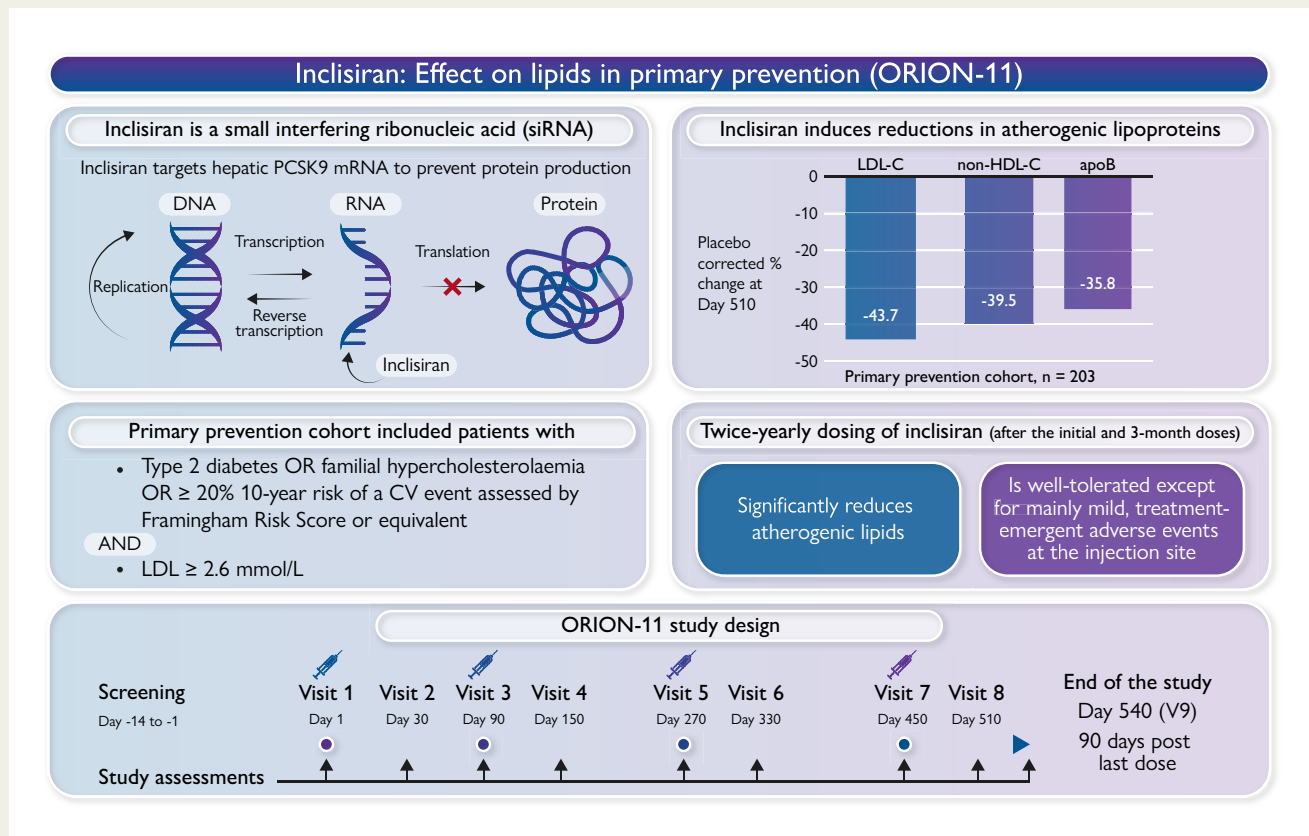 Inclisiran: Effect on lipids in primary prevention (ORION-11)
Inclisiran is a small interfering ribonucleic acid (siRNA)
Inclisiran targets hepatic PCSK9 mRNA to prevent protein production
DNA
RNA
Protein
Transcription
Translation
Replication
Reverse
transcription
Inclisiran
Inclisiran induces reductions in atherogenic lipoproteins
LDL-C
non-HDL-C
apoB
0
-10
-20
-30
-40
-50
Placebo
corrected %
change at
Day 510
-43.7
-39.5
-35.8
Primary prevention cohort, n = 203
Primary prevention cohort included patients with
• Type 2 diabetes OR familial hypercholesterolaemia
OR ≥ 20% 10-year risk of a CV event assessed by
Framingham Risk Score or equivalent
AND
• LDL ≥ 2.6 mmol/L
Twice-yearly dosing of inclisiran (after the initial and 3-month doses)
Significantly reduces
atherogenic lipids
Is well-tolerated except
for mainly mild, treatment-
emergent adverse events
at the injection site
ORION-11 study design
Screening
Day -14 to -1
Visit 1
Day 1
Visit 2
Day 30
Visit 3
Day 90
Visit 4
Day 150
Visit 5
Day 270
Visit 6
Day 330
Visit 7
Day 450
Visit 8
Day 510
End of the study
Day 540 (V9)
90 days post
last dose
Study assessments